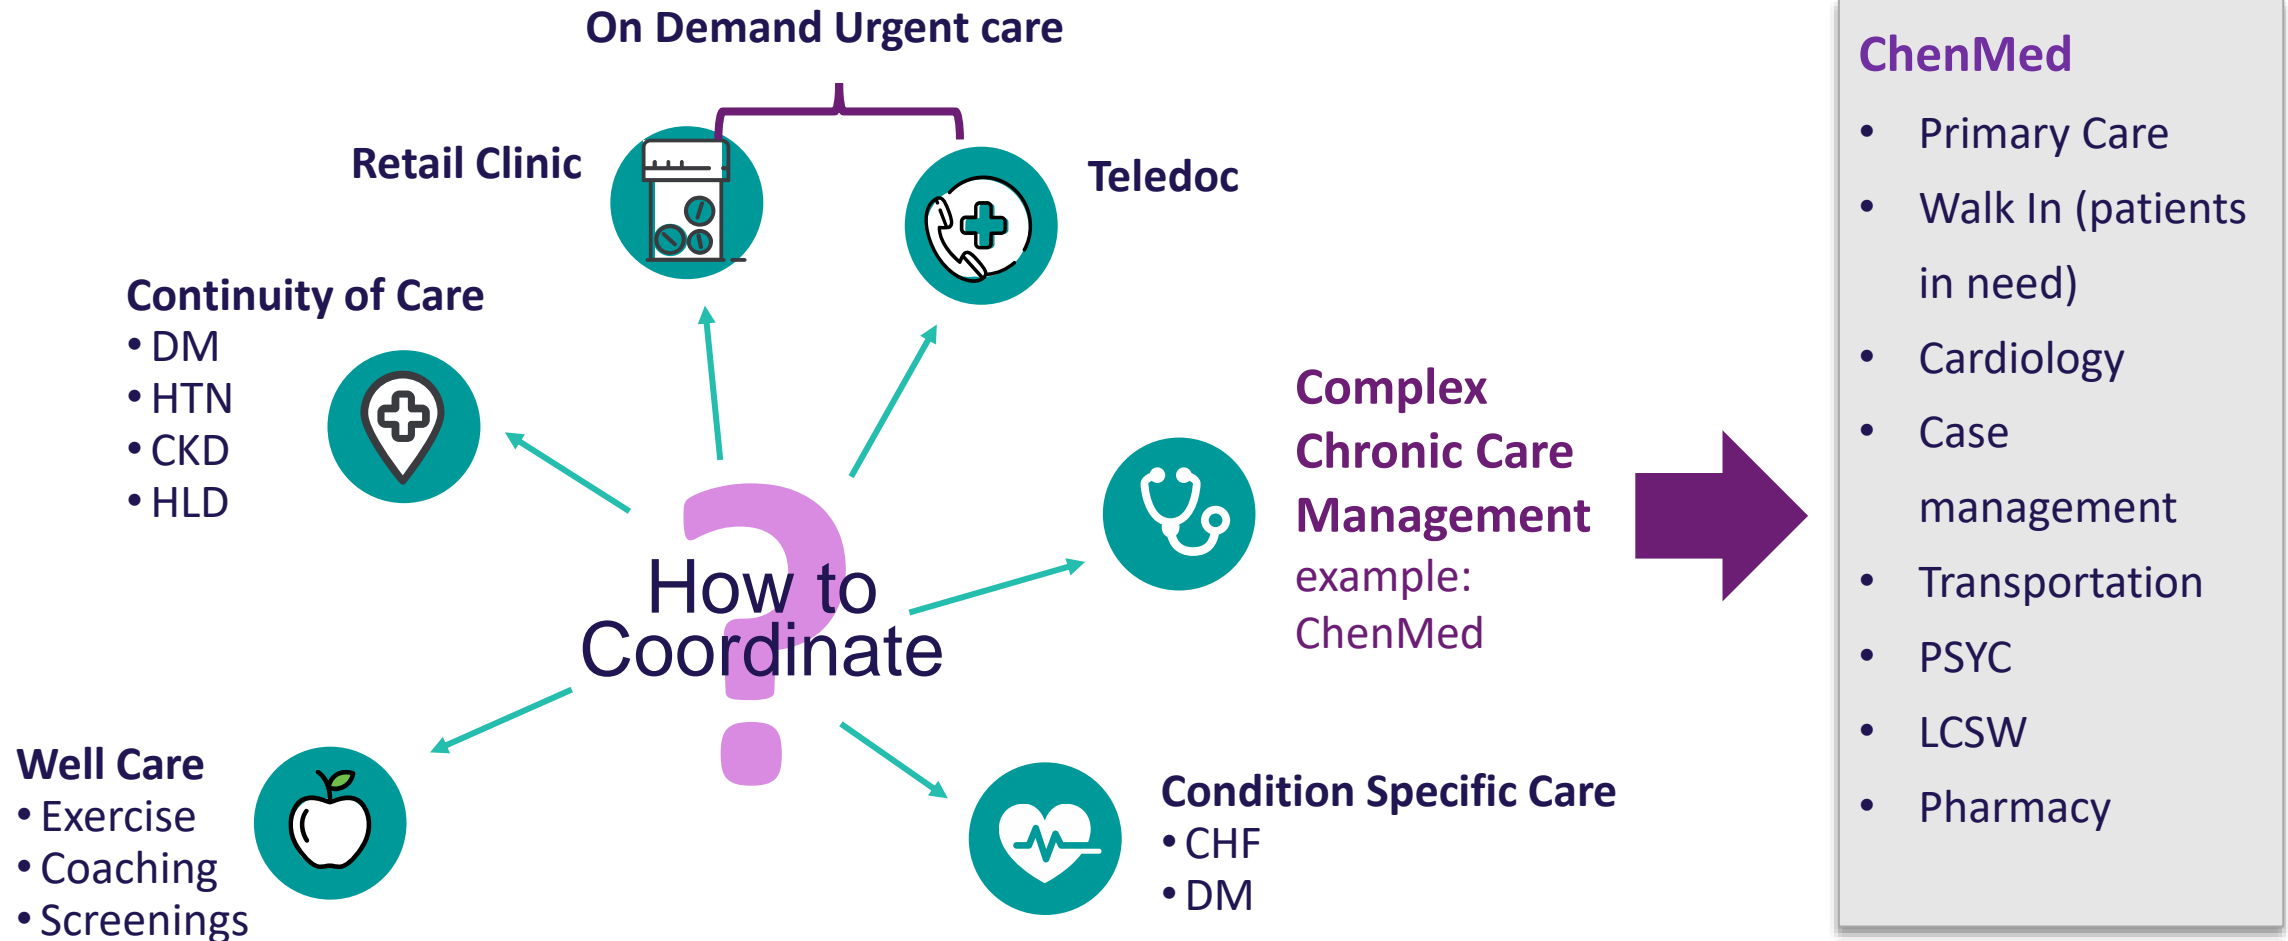 On Demand Urgent care
Retail Clinic
Teledoc
Continuity of Care
• DM
• HTN
• CKD
• HLD
?
How to
Coordinate
Complex
Chronic Care
Management
example:
ChenMed
Well Care
• Exercise
• Coaching
• Screenings
Condition Specific Care
• CHF
• DM
ChenMed
• Primary Care
• Walk In (patients
in need)
• Cardiology
• Case
management
• Transportation
• PSYC
• LCSW
• Pharmacy